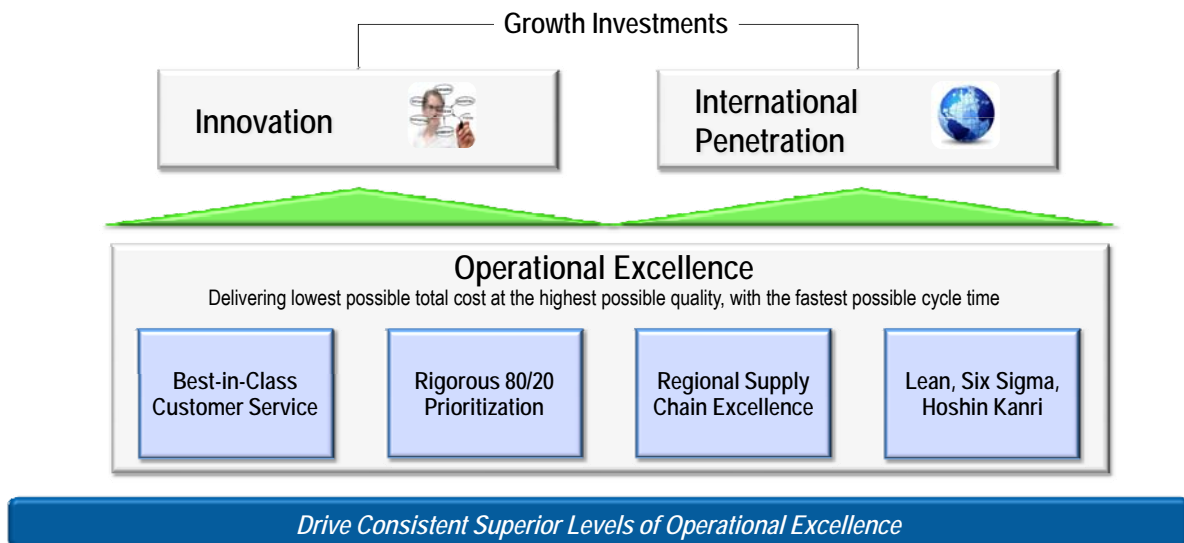 Growth Investments
Innovation
International
Penetration
Operational Excellence
Delivering lowest possible total cost at the highest possible quality, with the fastest possible cycle time
Best-in-Class
Customer Service
Rigorous 80/20
Prioritization
Regional Supply
Chain Excellence
Lean, Six Sigma,
Hoshin Kanri
Drive Consistent Superior Levels of Operational Excellence